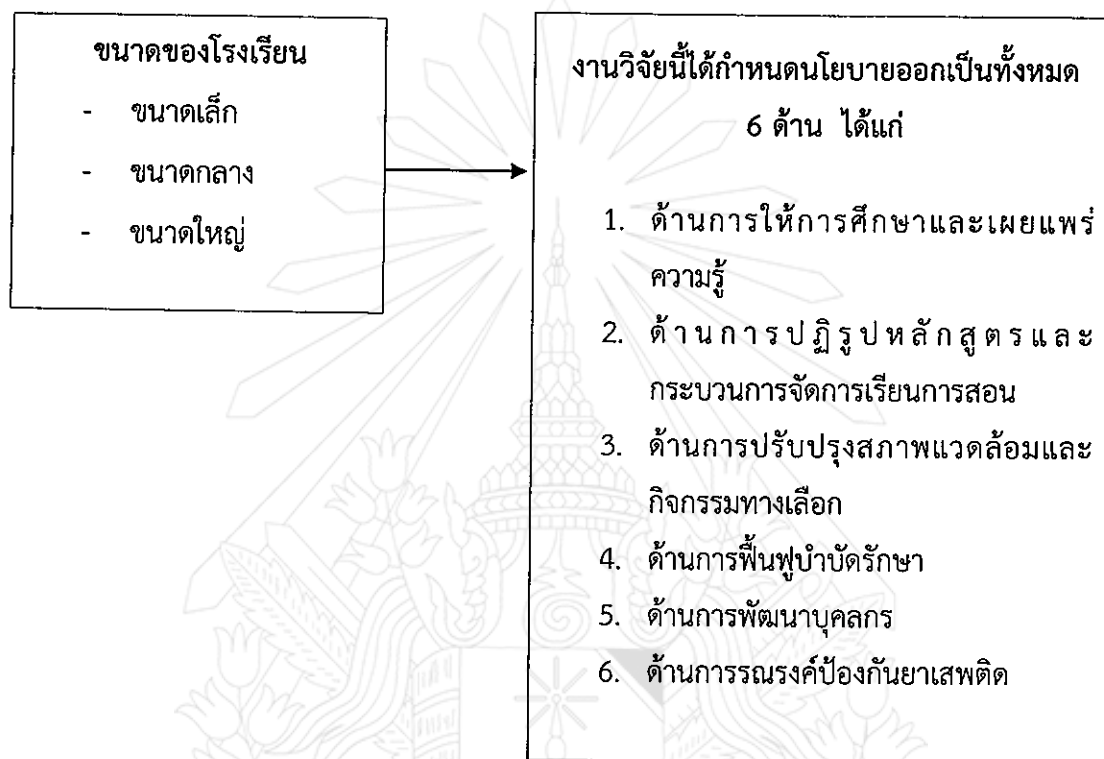 ขนาดของโรงเรียน
- ขนาดเล็ก
- ขนาดกลาง
- ขนาดใหญ่
งานวิจัยนี้ได้กำหนดนโยบายออกเป็นทั้งหมด
6 ด้าน ได้แก่
1. ด้านการให้การศึกษาและเผยแพร่
ความรู้
2. ด้านการปฏิรูปหลักสูตรและ
กระบวนการจัดการเรียนการสอน
3. ด้านการปรับปรุงสภาพแวดล้อมและ
กิจกรรมทางเลือก
4. ด้านการฟื้นฟูบำบัดรักษา
5. ด้านการพัฒนาบุคลากร
6. ด้านการรณรงค์ป้องกันยาเสพติด